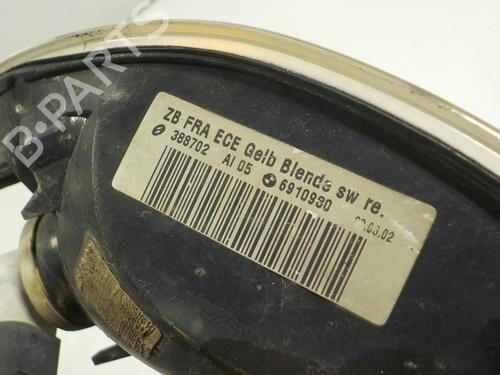 B-PARTS
ZB FRA ECE Gelb Blende sw re.
388702 AI 05 6910930